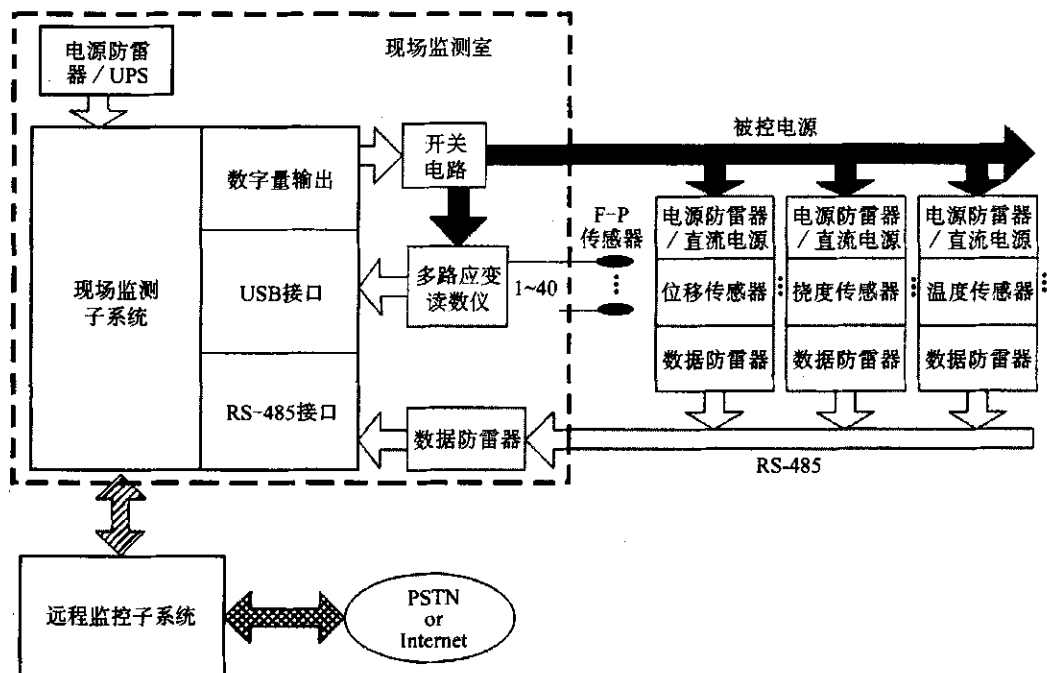 现场监测室
电源防雷
器／UPS
现场监测
子系统
数字量输出
USB接口
RS-485接口
开关
电路
多路应变
读数仪
数据防雷器
1~40
F-P
传感器
被控电源
电源防雷器
／直流电源
位移传感器
数据防雷器
电源防雷器
／直流电源
挠度传感器
数据防雷器
电源防雷器
／直流电源
温度传感器
数据防雷器
RS-485
远程监控子系统
PSTN
or
Internet